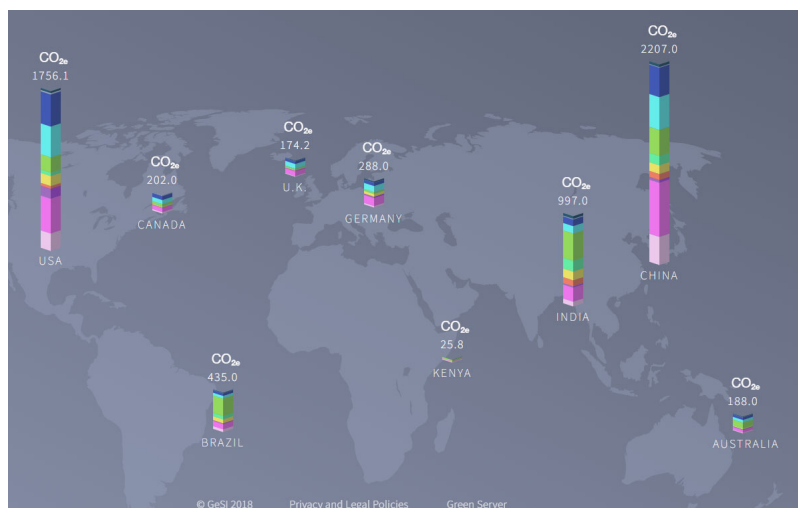 CO2e
1756.1
USA
CO2e
202.0
CANADA
CO2e
174.2
U.K.
CO2e
288.0
GERMANY
CO2e
2207.0
CHINA
CO2e
997.0
INDIA
CO2e
25.8
KENYA
CO2e
435.0
BRAZIL
CO2e
188.0
AUSTRALIA
© GeSI 2018 Privacy and Legal Policies Green Server